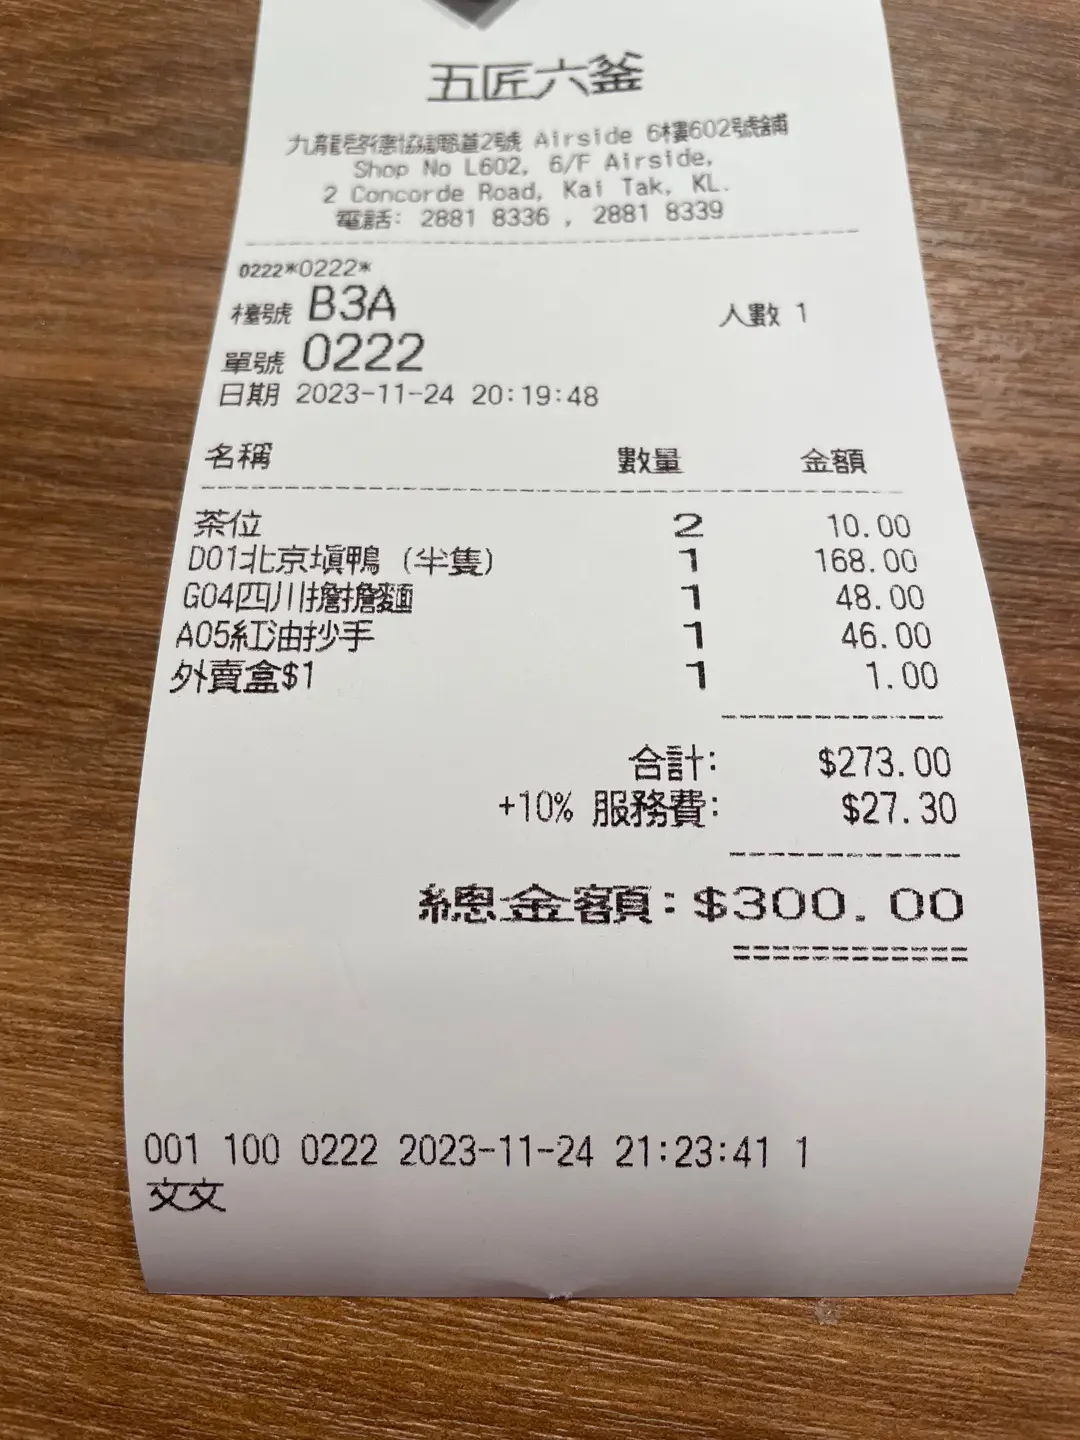 五匠六釜
九龍啓德協調道2號 Airside 6樓602號舖
Shop No L602, 6/F Airside,
2 Concorde Road, Kai Tak, KL.
電話: 2881 8336 , 2881 8339
0222*0222*
檯號 B3A 人數 1
單號 0222
日期 2023-11-24 20:19:48
名稱 數量 金額
茶位 2 10.00
D01北京塡鴨 (半隻) 1 168.00
G04四川擔擔麵 1 48.00
A05紅油抄手 1 46.00
外賣盒$1 1 1.00
合計: $273.00
+10% 服務費: $27.30
總金額: $300.00
001 100 0222 2023-11-24 21:23:41 1
文文